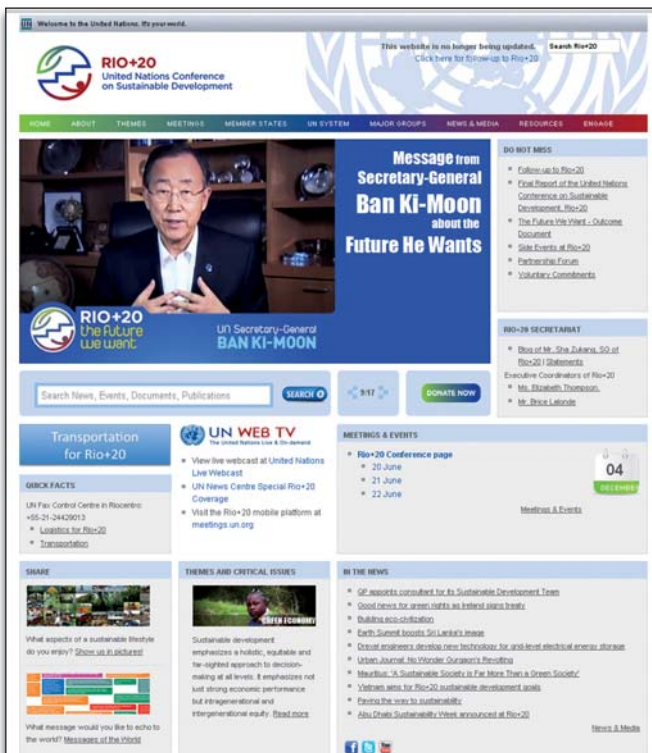 UN Welcome to the United Nations. It's your world.
This website is no longer being updated.
Search Rio+20
Click here for follow-up to Rio+20
RIO+20
United Nations Conference
on Sustainable Development
HOME ABOUT THEMES MEETINGS MEMBER STATES UN SYSTEM MAJOR GROUPS NEWS & MEDIA RESOURCES ENGAGE
Message from
Secretary-General
Ban Ki-Moon
about the
Future He Wants
RIO+20
the future
we want
UN Secretary-General
BAN KI-MOON
DO NOT MISS
Follow-up to Rio+20
Final Report of the United Nations
Conference on Sustainable
Development, Rio+20
The Future We Want - Outcome
Document
Side Events at Rio+20
Partnership Forum
Voluntary Commitments
RIO+20 SECRETARIAT
Blog of Mr. Sha Zukang, SG of
Rio+20 | Statements
Executive Coordinators of Rio+20
Ms. Elizabeth Thompson,
Mr. Brice Lalonde
Search News, Events, Documents, Publications
SEARCH
9/17
DONATE NOW
Transportation
for Rio+20
QUICK FACTS
UN Fax Control Centre in Riocentro:
+55-21-24429013
Logistics for Rio+20
Transportation
UN WEB TV
The United Nations Live & On-demand
View live webcast at United Nations
Live Webcast
UN News Centre Special Rio+20
Coverage
Visit the Rio+20 mobile platform at
meetings.un.org
MEETINGS & EVENTS
Rio+20 Conference page
20 June
21 June
22 June
04
DECEMBER
Meetings & Events
SHARE
What aspects of a sustainable lifestyle
do you enjoy? Show us in pictures!
What message would you like to echo to
the world? Messages of the World
THEMES AND CRITICAL ISSUES
GREEN ECONOMY
Sustainable development
emphasizes a holistic, equitable and
far-sighted approach to decision-
making at all levels. It emphasizes not
just strong economic performance
but intragenerational and
intergenerational equity. Read more
IN THE NEWS
GP appoints consultant for its Sustainable Development Team
Good news for green rights as Ireland signs treaty
Building eco-civilization
Earth Summit boosts Sri Lanka's image
Drexel engineers develop new technology for grid-level electrical energy storage
Urban Journal: No Wonder Gurgaon's Revolting
Mauritius: 'A Sustainable Society is Far More Than a Green Society'
Vietnam aims for Rio+20 sustainable development goals
Paving the way to sustainability
Abu Dhabi Sustainability Week announced at Rio+20
News & Media